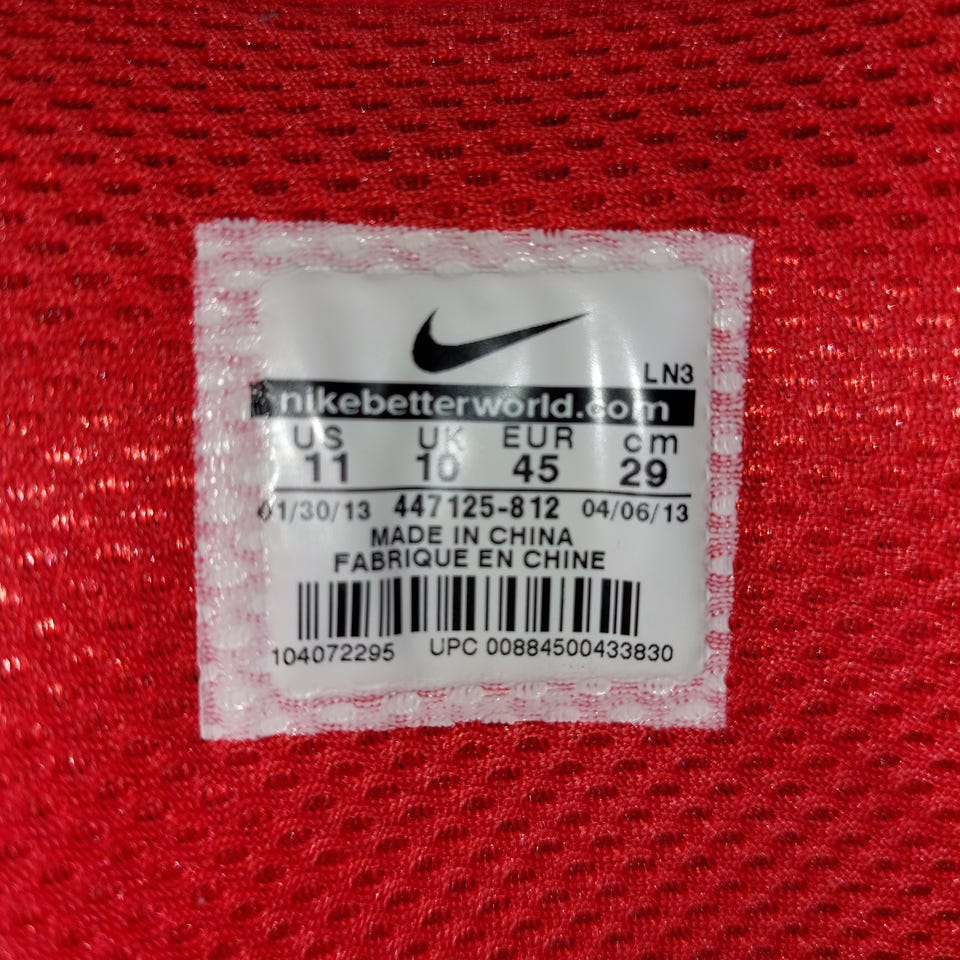 LN3
nikebetterworld.com
US UK EUR cm
11 10 45 29
01/30/13 447125-812 04/06/13
MADE IN CHINA
FABRIQUE EN CHINE
104072295 UPC 00884500433830